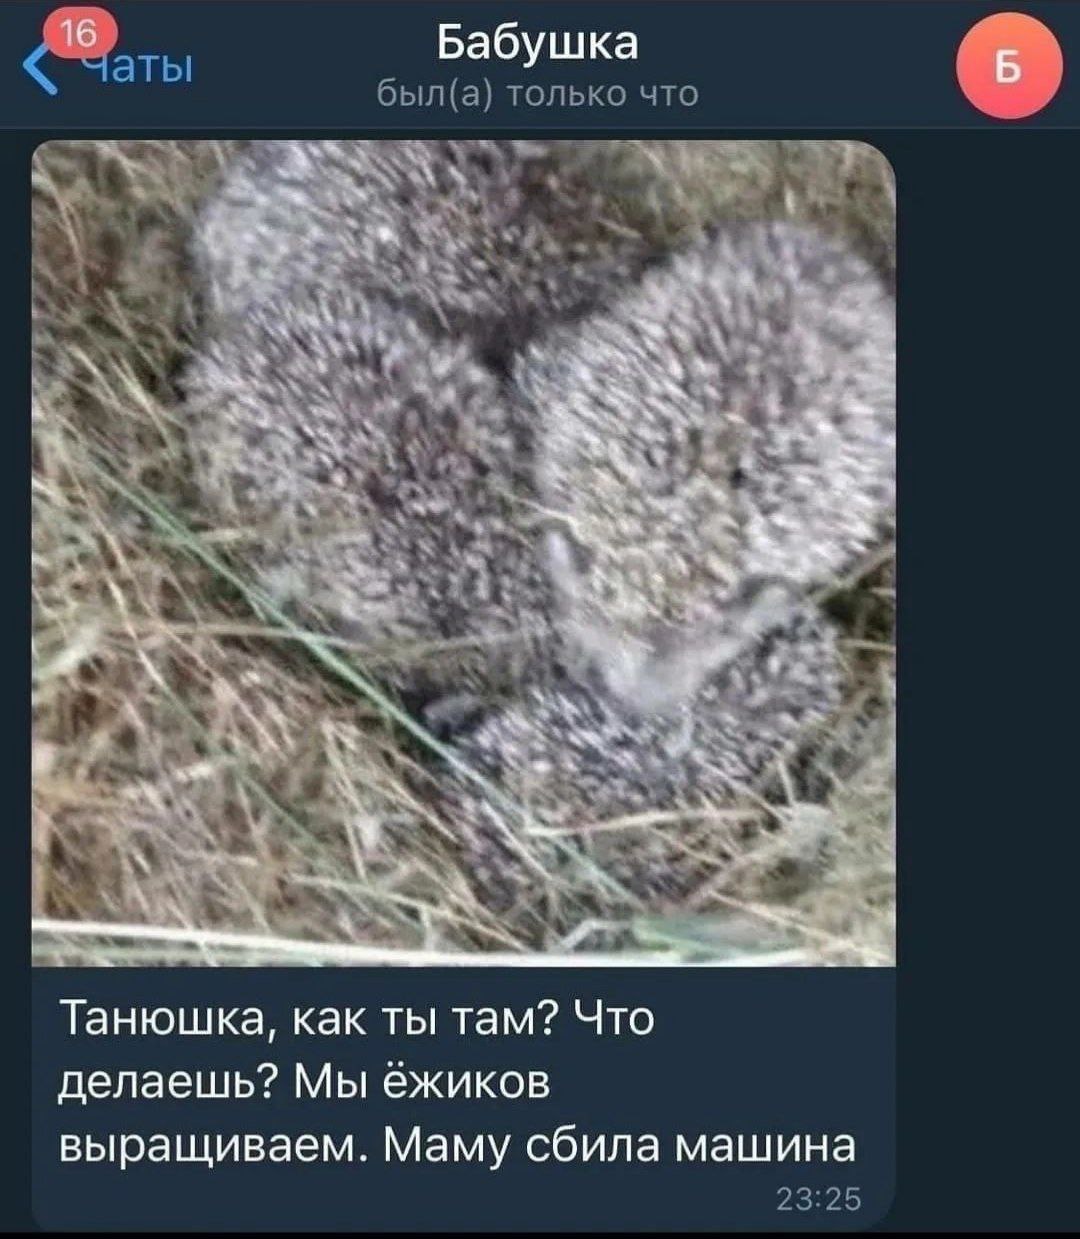 16
Чаты
Бабушка
был(а) только что
Б
Танюшка, как ты там? Что
делаешь? Мы ёжиков
выращиваем. Маму сбила машина
23:25